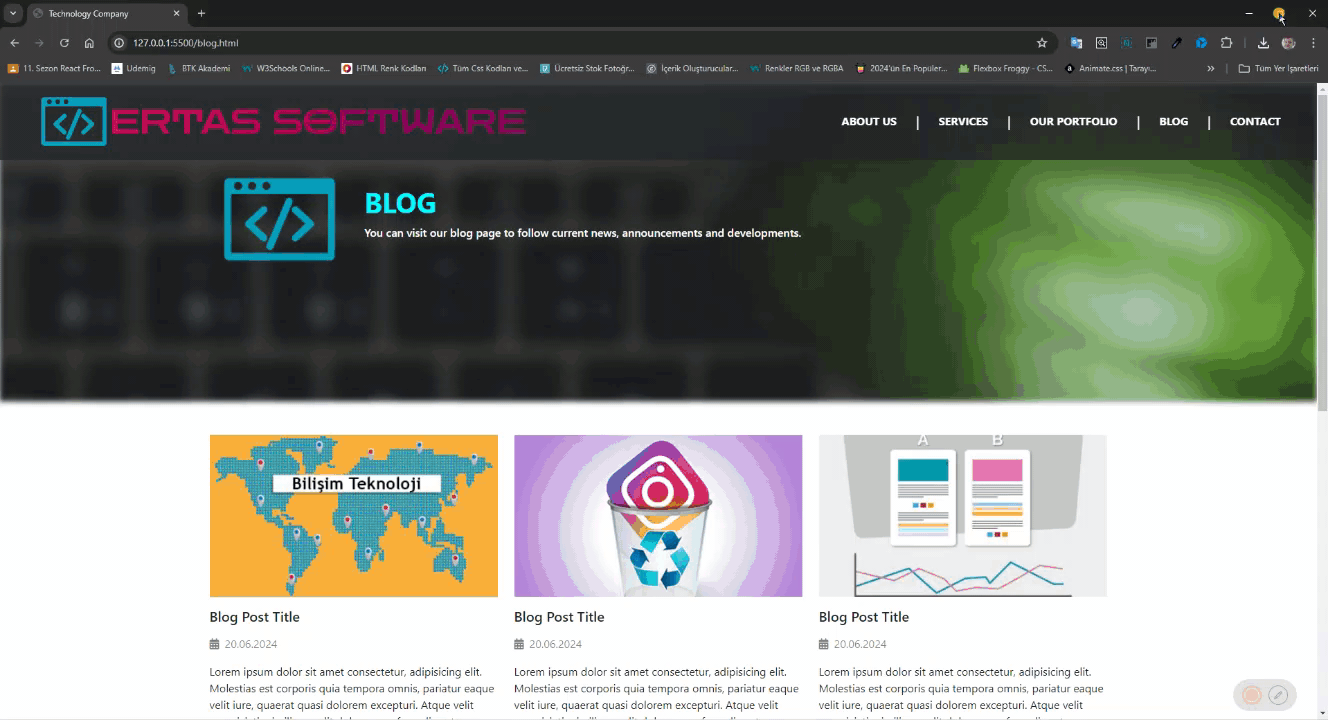 Technology Company
127.0.0.1:5500/blog.html
11. Sezon React Fro... Udemig BTK Akademi W3Schools Online... HTML Renk Kodları Tüm Css Kodları ve... Ücretsiz Stok Fotoğr... İçerik Oluşturucular... Renkler RGB ve RGBA 2024'ün En Popüler... Flexbox Froggy - CS... Animate.css | Tarayı... » Tüm Yer İşaretleri
ERTAS SOFTWARE
ABOUT US | SERVICES | OUR PORTFOLIO | BLOG | CONTACT
BLOG
You can visit our blog page to follow current news, announcements and developments.
Bilişim Teknoloji
A B
Blog Post Title Blog Post Title Blog Post Title
20.06.2024 20.06.2024 20.06.2024
Lorem ipsum dolor sit amet consectetur, adipisicing elit. Lorem ipsum dolor sit amet consectetur, adipisicing elit. Lorem ipsum dolor sit amet consectetur, adipisicing elit.
Molestias est corporis quia tempora omnis, pariatur eaque Molestias est corporis quia tempora omnis, pariatur eaque Molestias est corporis quia tempora omnis, pariatur eaque
velit iure, quaerat quasi dolorem excepturi. Atque velit velit iure, quaerat quasi dolorem excepturi. Atque velit velit iure, quaerat quasi dolorem excepturi. Atque velit